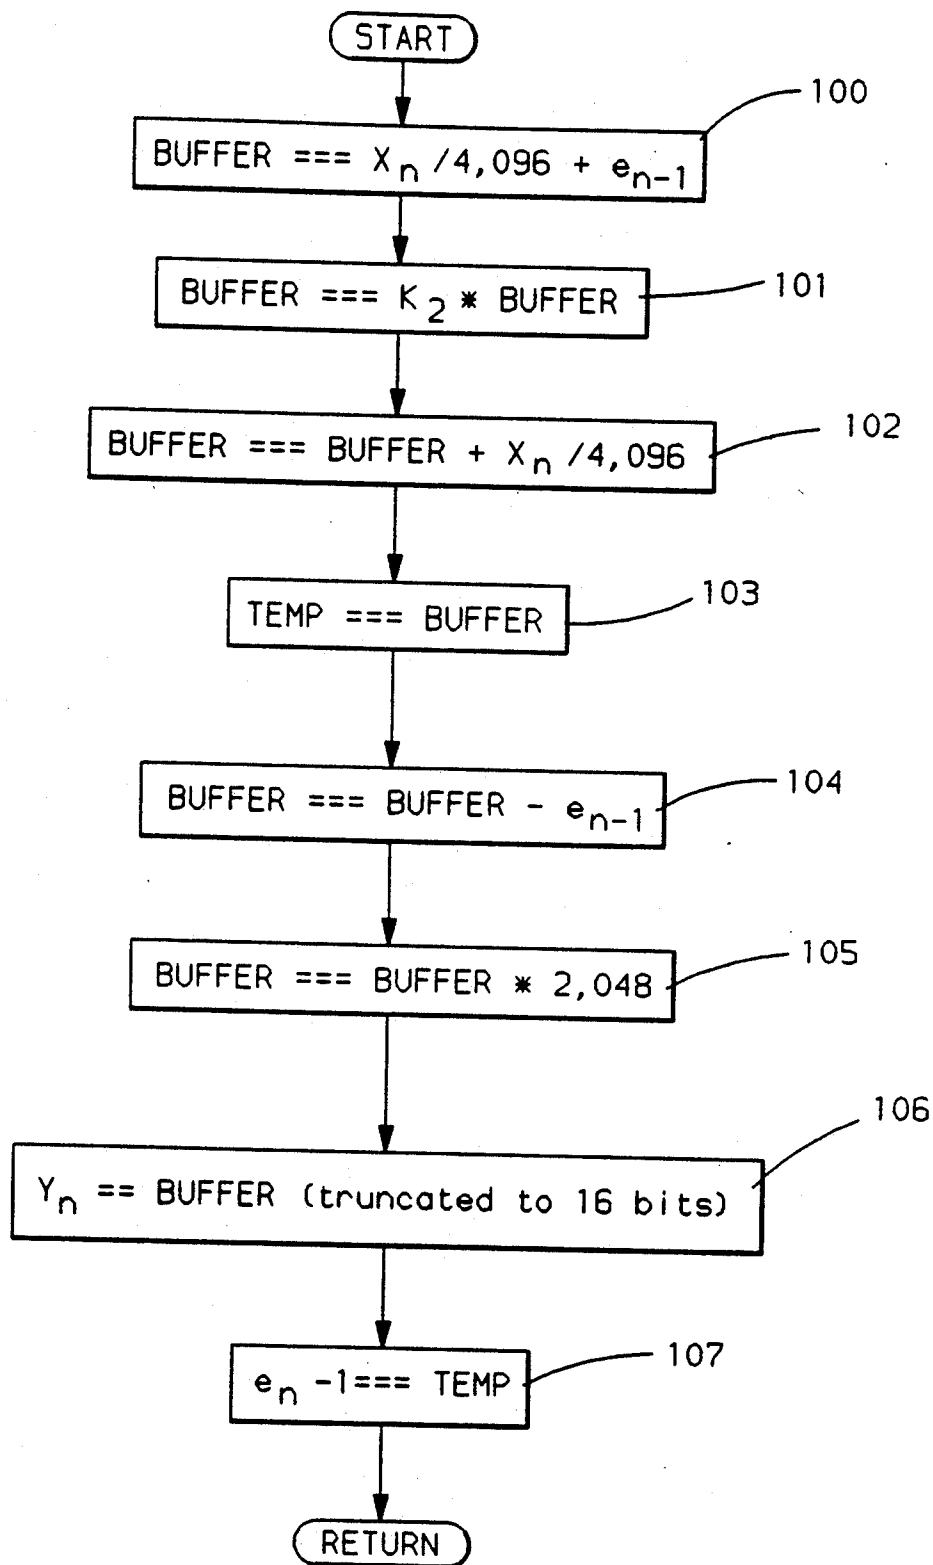 START
100
BUFFER === Xn /4,096 + en-1
BUFFER === K2 * BUFFER
101
BUFFER === BUFFER + Xn /4,096
102
TEMP === BUFFER
103
BUFFER === BUFFER - en-1
104
BUFFER === BUFFER * 2,048
105
106
Yn == BUFFER (truncated to 16 bits)
107
en -1=== TEMP
RETURN